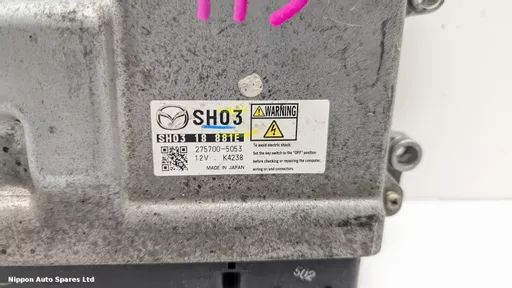 SH03
SH03 18 881E
275700-5053
12V K4238
MADE IN JAPAN
WARNING
To avoid electric shock:
Set the key switch to the "OFF" position
before checking or repairing the computer,
wiring or and connectors.
Nippon Auto Spares Ltd